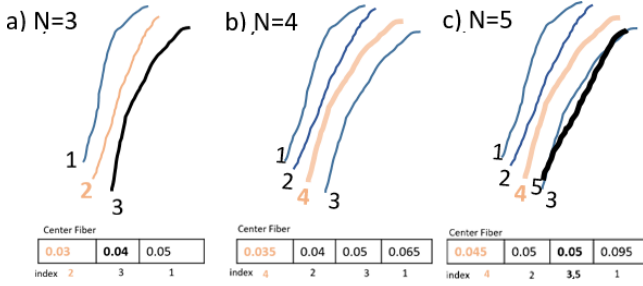 a) N=3
b) N=4
c) N=5
1
2
3
1
2
4
3
1
2
4
5
3
Center Fiber
0.03 0.04 0.05
index 2 3 1
Center Fiber
0.035 0.04 0.05 0.065
index 4 2 3 1
Center Fiber
0.045 0.05 0.05 0.095
index 4 2 3,5 1